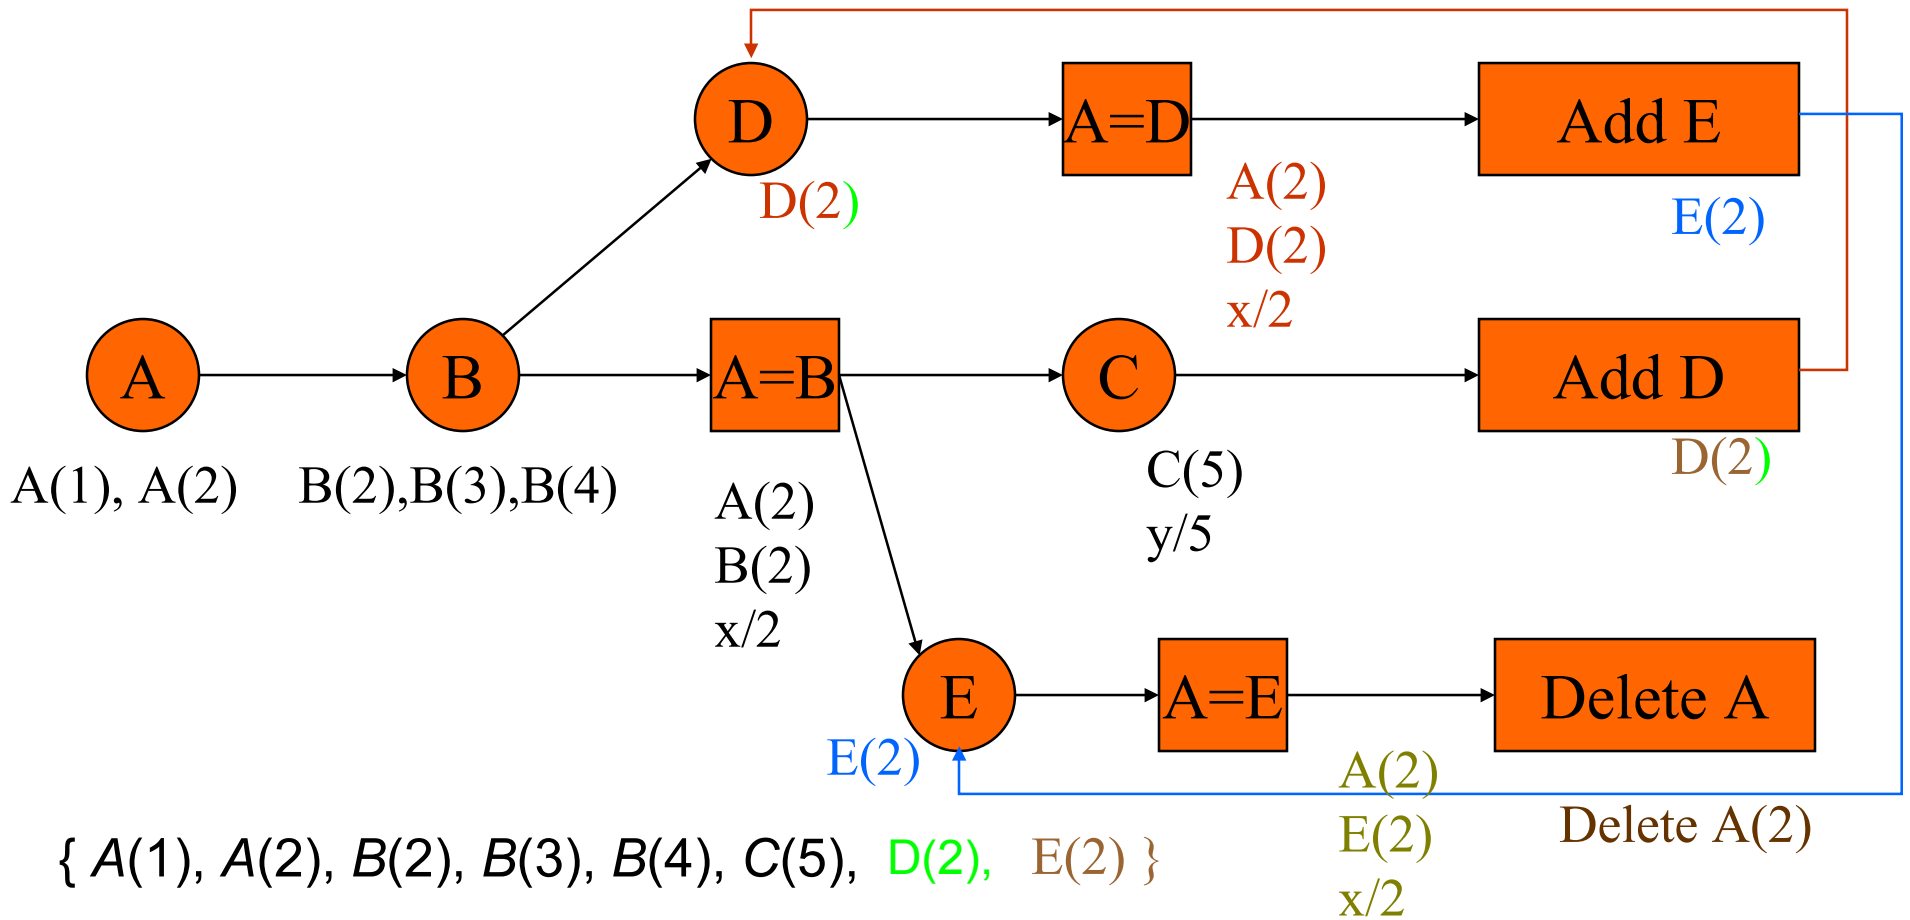 D
A=D
Add E
D(2)
A(2)
D(2)
x/2
E(2)
A
B
A=B
C
Add D
A(1), A(2)
B(2),B(3),B(4)
A(2)
B(2)
x/2
C(5)
y/5
D(2)
E
A=E
Delete A
E(2)
A(2)
E(2)
x/2
Delete A(2)
{ A(1), A(2), B(2), B(3), B(4), C(5), D(2), E(2) }